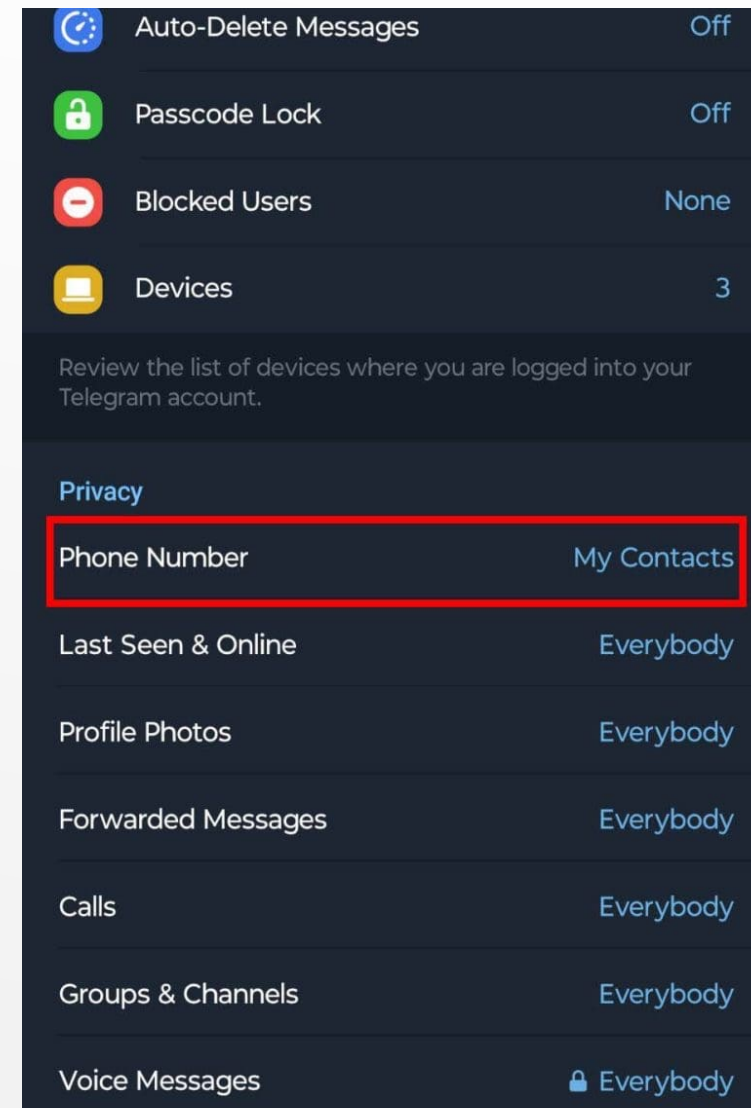 Auto-Delete Messages Off
Passcode Lock Off
Blocked Users None
Devices 3
Review the list of devices where you are logged into your
Telegram account.
Privacy
Phone Number My Contacts
Last Seen & Online Everybody
Profile Photos Everybody
Forwarded Messages Everybody
Calls Everybody
Groups & Channels Everybody
Voice Messages Everybody